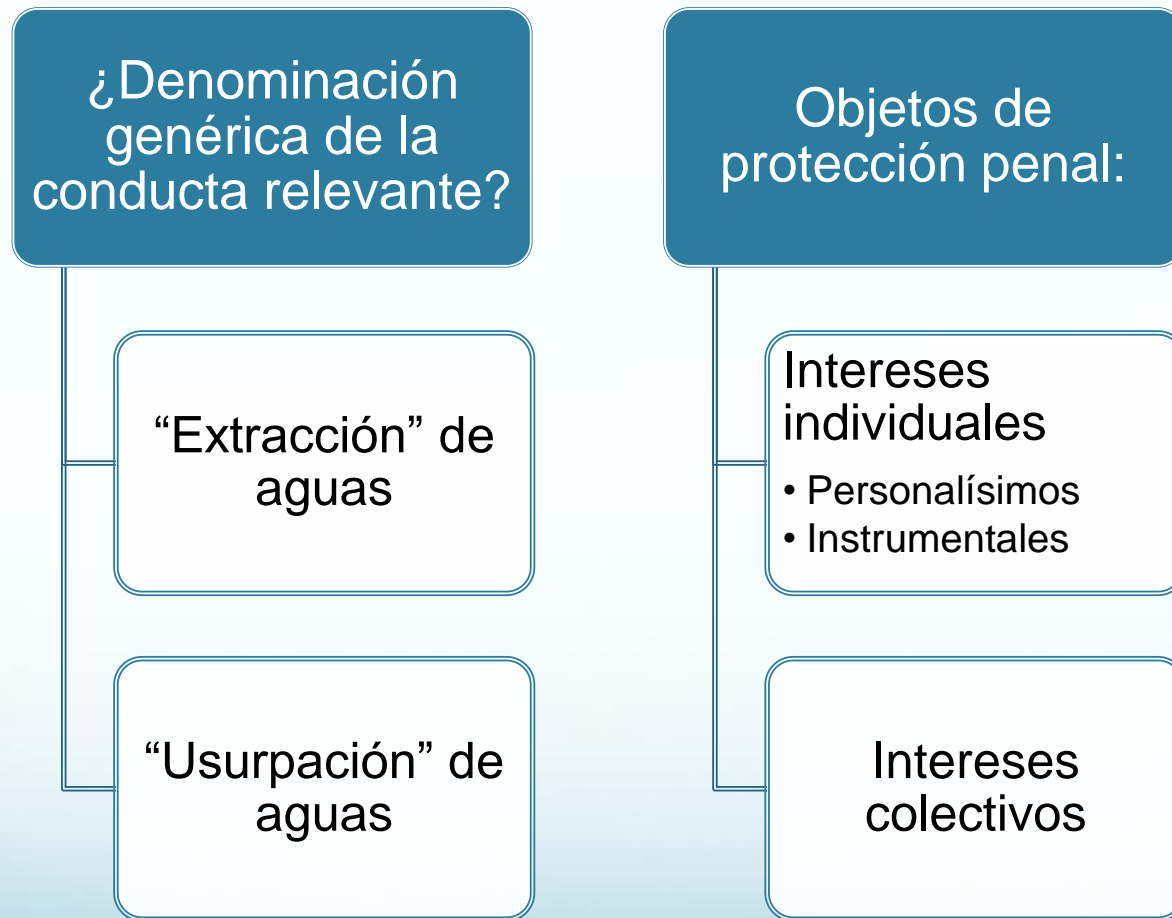 ¿Denominación
genérica de la
conducta relevante?
“Extracción” de
aguas
“Usurpación” de
aguas
Objetos de
protección penal:
Intereses
individuales
• Personalísimos
• Instrumentales
Intereses
colectivos